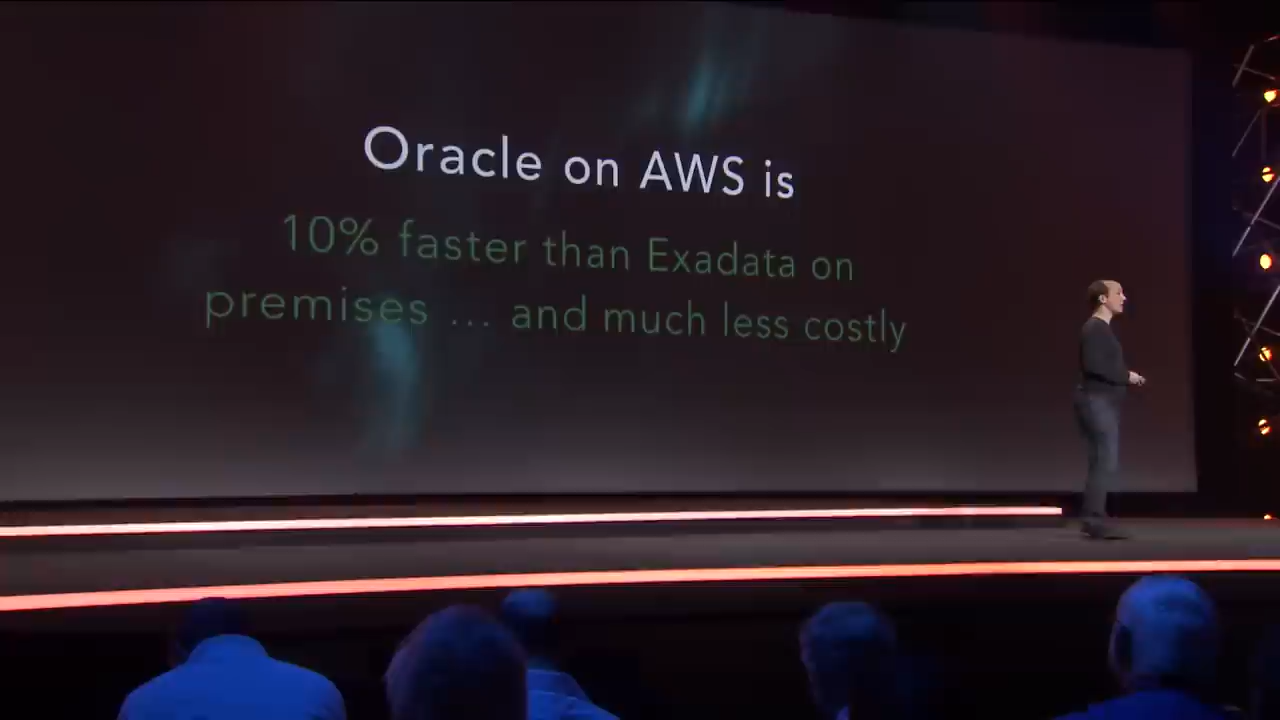 Oracle on AWS is
10% faster than Exadata on
premises ... and much less costly